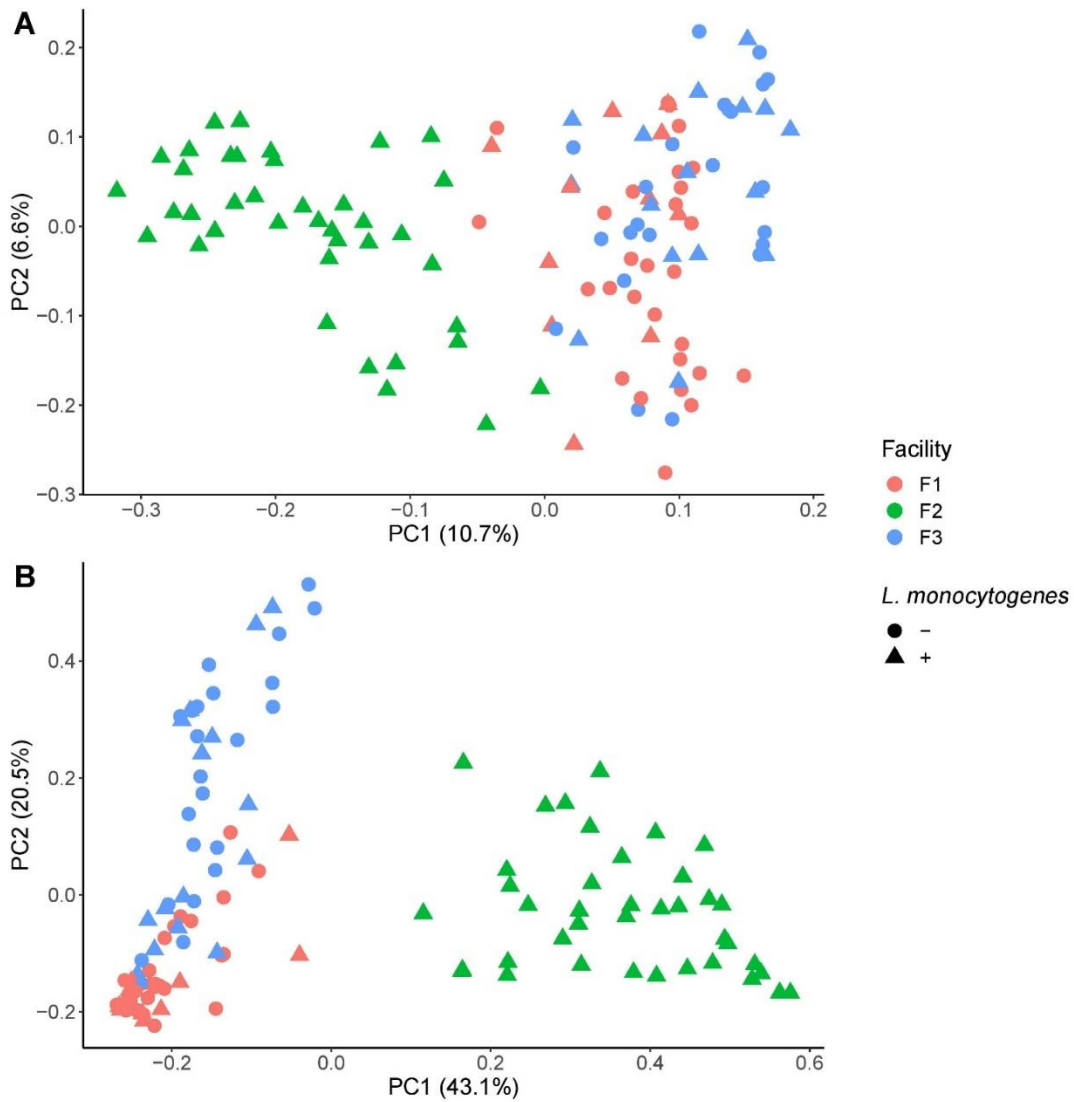 A
0.2
0.1
0.0
−0.1
−0.2
−0.3
PC2 (6.6%)
−0.3 −0.2 −0.1 0.0 0.1 0.2
PC1 (10.7%)
Facility
F1
F2
F3
L. monocytogenes
−
+
B
0.4
0.2
0.0
−0.2
PC2 (20.5%)
−0.2 0.0 0.2 0.4 0.6
PC1 (43.1%)